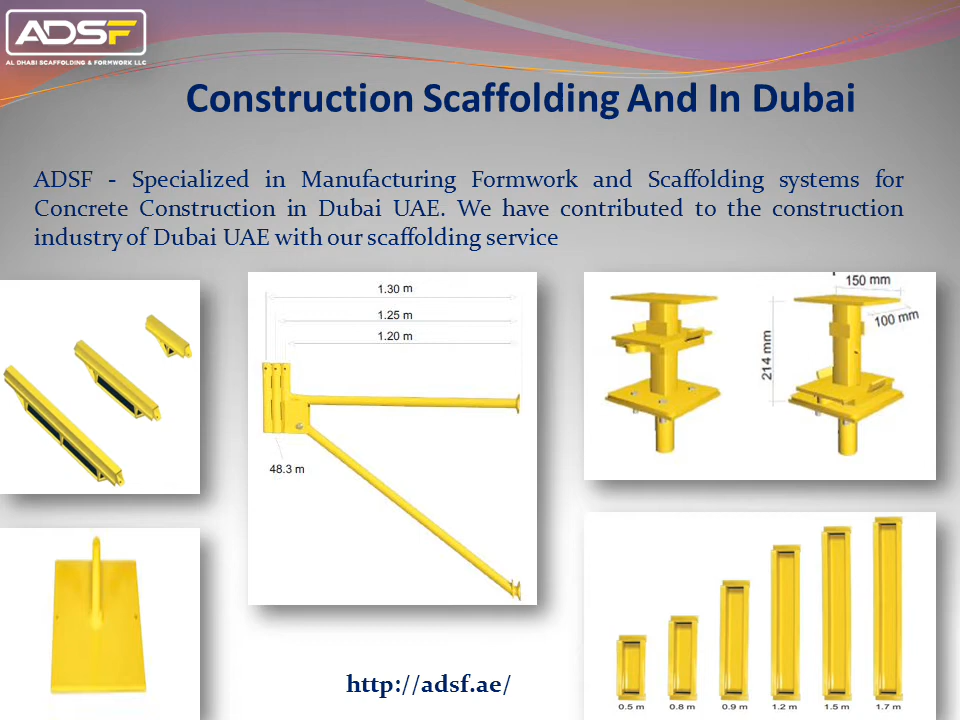 ADSF
AL DHABI SCAFFOLDING & FORMWORK LLC
Construction Scaffolding And In Dubai
ADSF - Specialized in Manufacturing Formwork and Scaffolding systems for
Concrete Construction in Dubai UAE. We have contributed to the construction
industry of Dubai UAE with our scaffolding service
1.30 m
1.25 m
1.20 m
48.3 m
150 mm
100 mm
214 mm
0.5 m 0.8 m 0.9 m 1.2 m 1.5 m 1.7 m
http://adsf.ae/